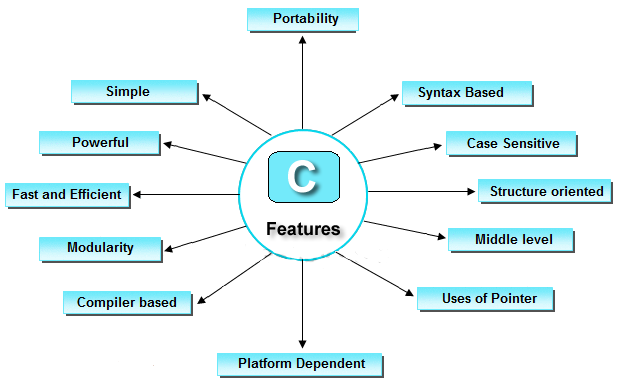 Portability
Simple
Syntax Based
Powerful
Case Sensitive
C
Fast and Efficient
Structure oriented
Features
Modularity
Middle level
Compiler based
Uses of Pointer
Platform Dependent